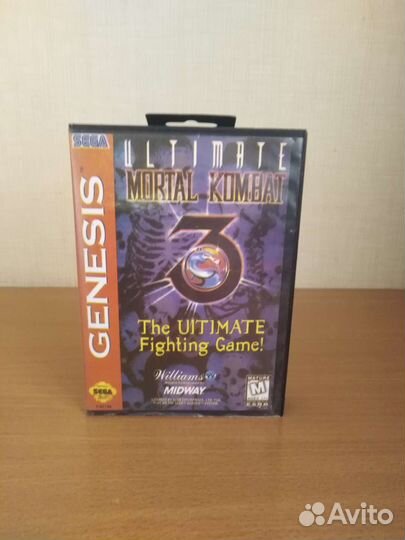 SEGA
GENESIS
ULTIMATE
MORTAL KOMBAT
3
The UlTIMATE
Fighting Game!
Williams
MIDWAY
SEGA
MATURE
M
Avito